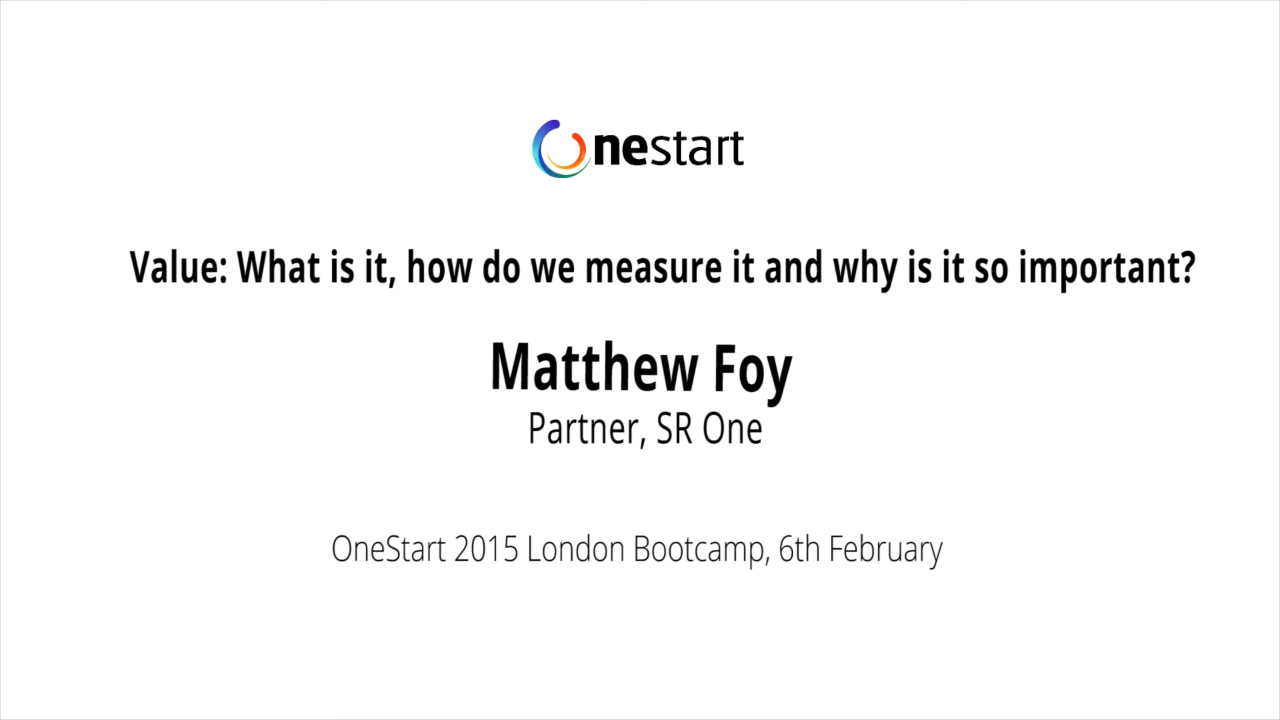 Onestart
Value: What is it, how do we measure it and why is it so important?
Matthew Foy
Partner, SR One
OneStart 2015 London Bootcamp, 6th February